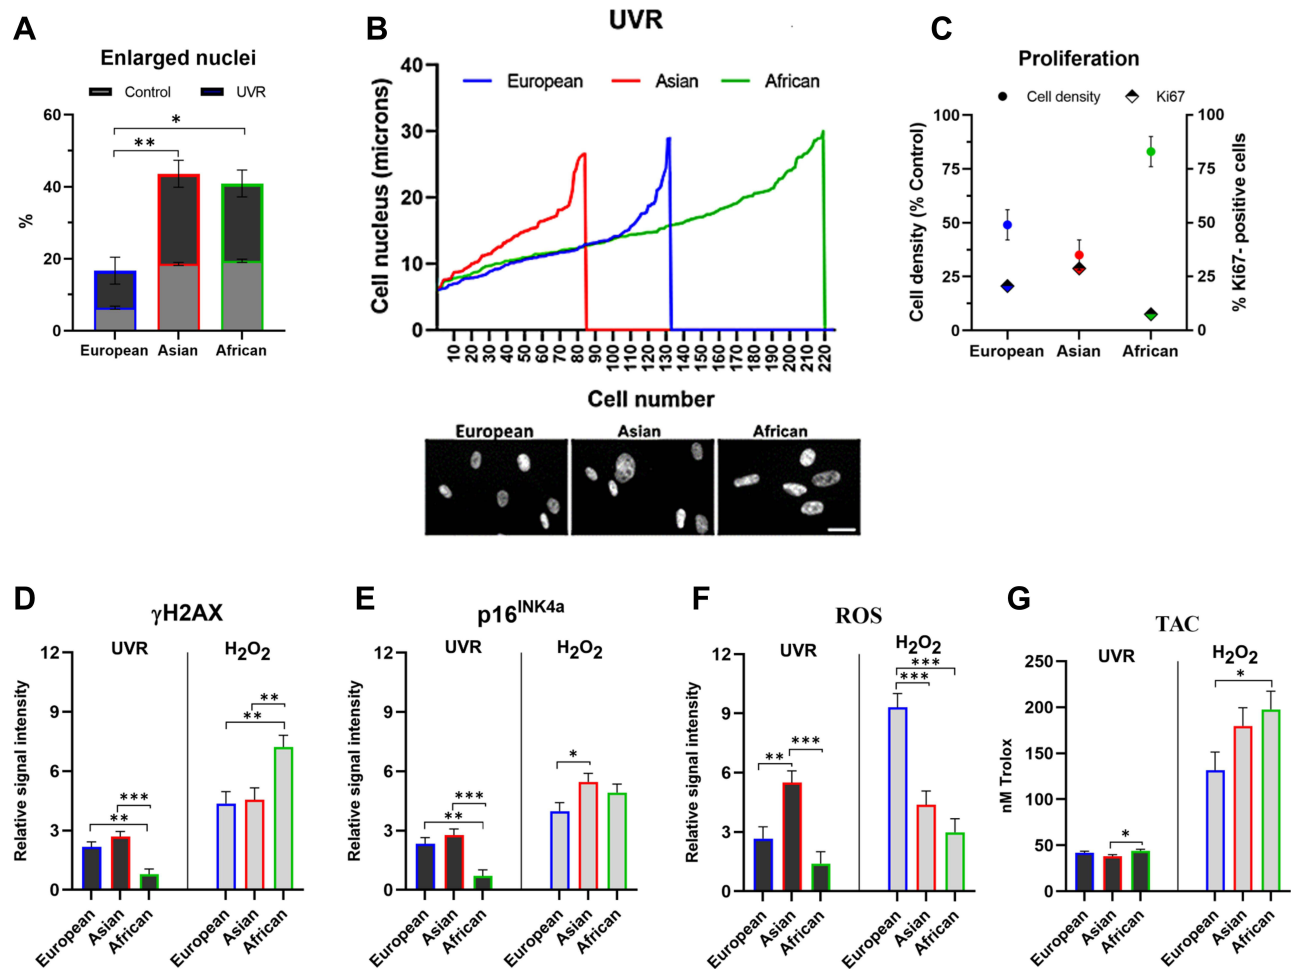 A
Enlarged nuclei
Control UVR
60
40
20
0
%
European Asian African
* 
**
B
UVR
European Asian African
40
30
20
10
0
Cell nucleus (microns)
10 20 30 40 50 60 70 80 90 100 110 120 130 140 150 160 170 180 190 200 210 220
Cell number
European Asian African
C
Proliferation
Cell density Ki67
100
75
50
25
0
Cell density (% Control)
100
75
50
25
0
% Ki67- positive cells
European Asian African
D
γH2AX
UVR H2O2
12
9
6
3
0
Relative signal intensity
**
***
**
**
European Asian African European Asian African
E
p16INK4a
UVR H2O2
12
9
6
3
0
Relative signal intensity
**
***
*
European Asian African European Asian African
F
ROS
UVR H2O2
12
9
6
3
0
Relative signal intensity
**
***
***
***
European Asian African European Asian African
G
TAC
UVR H2O2
250
200
150
100
50
0
nM Trolox
*
*
European Asian African European Asian African